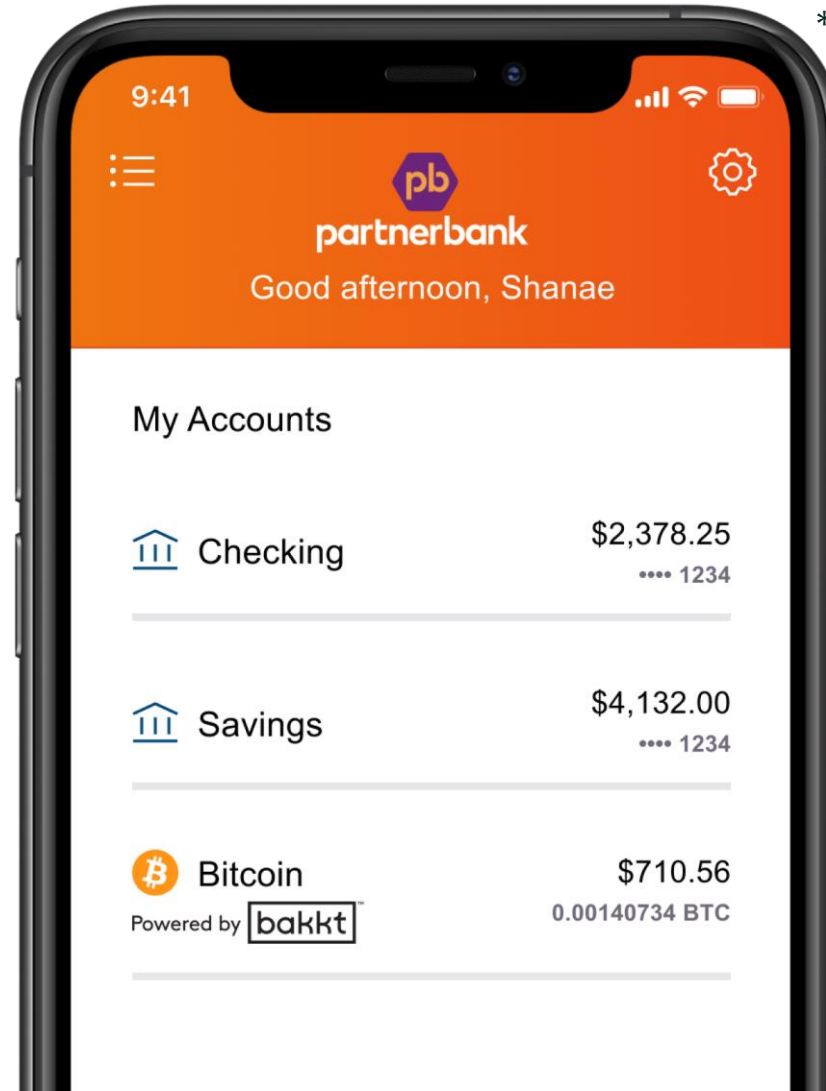 *
9:41
pb
partnerbank
Good afternoon, Shanae
My Accounts
Checking $2,378.25
•••• 1234
Savings $4,132.00
•••• 1234
Bitcoin $710.56
Powered by bakkt™ 0.00140734 BTC